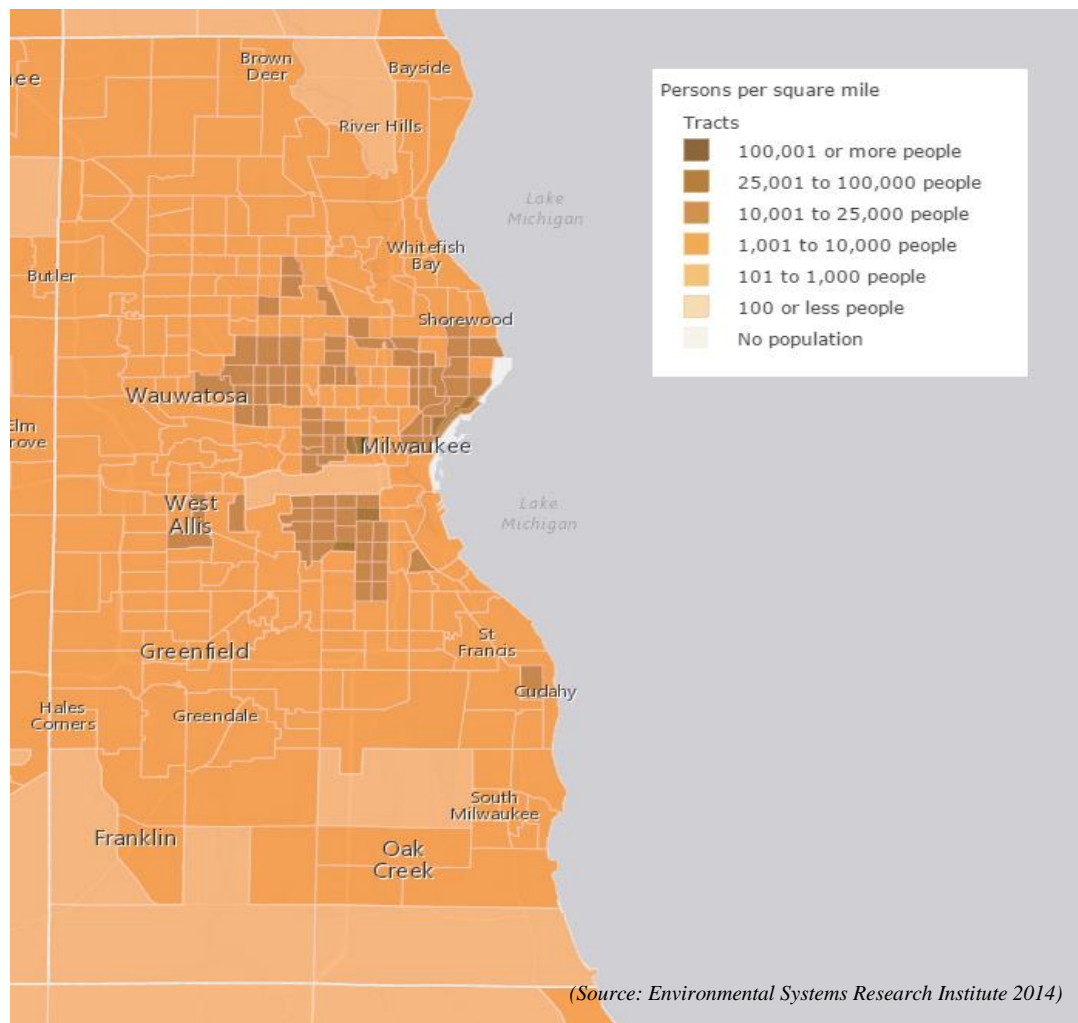 Brown
Deer
Bayside
nee
River Hills
Persons per square mile
Tracts
100,001 or more people
25,001 to 100,000 people
10,001 to 25,000 people
1,001 to 10,000 people
101 to 1,000 people
100 or less people
No population
Lake
Michigan
Whitefish
Bay
Butler
Shorewood
Wauwatosa
Elm
rove
Milwaukee
West
Allis
Lake
Michigan
Greenfield
St
Francis
Cudahy
Hales
Corners
Greendale
South
Milwaukee
Franklin
Oak
Creek
(Source: Environmental Systems Research Institute 2014)